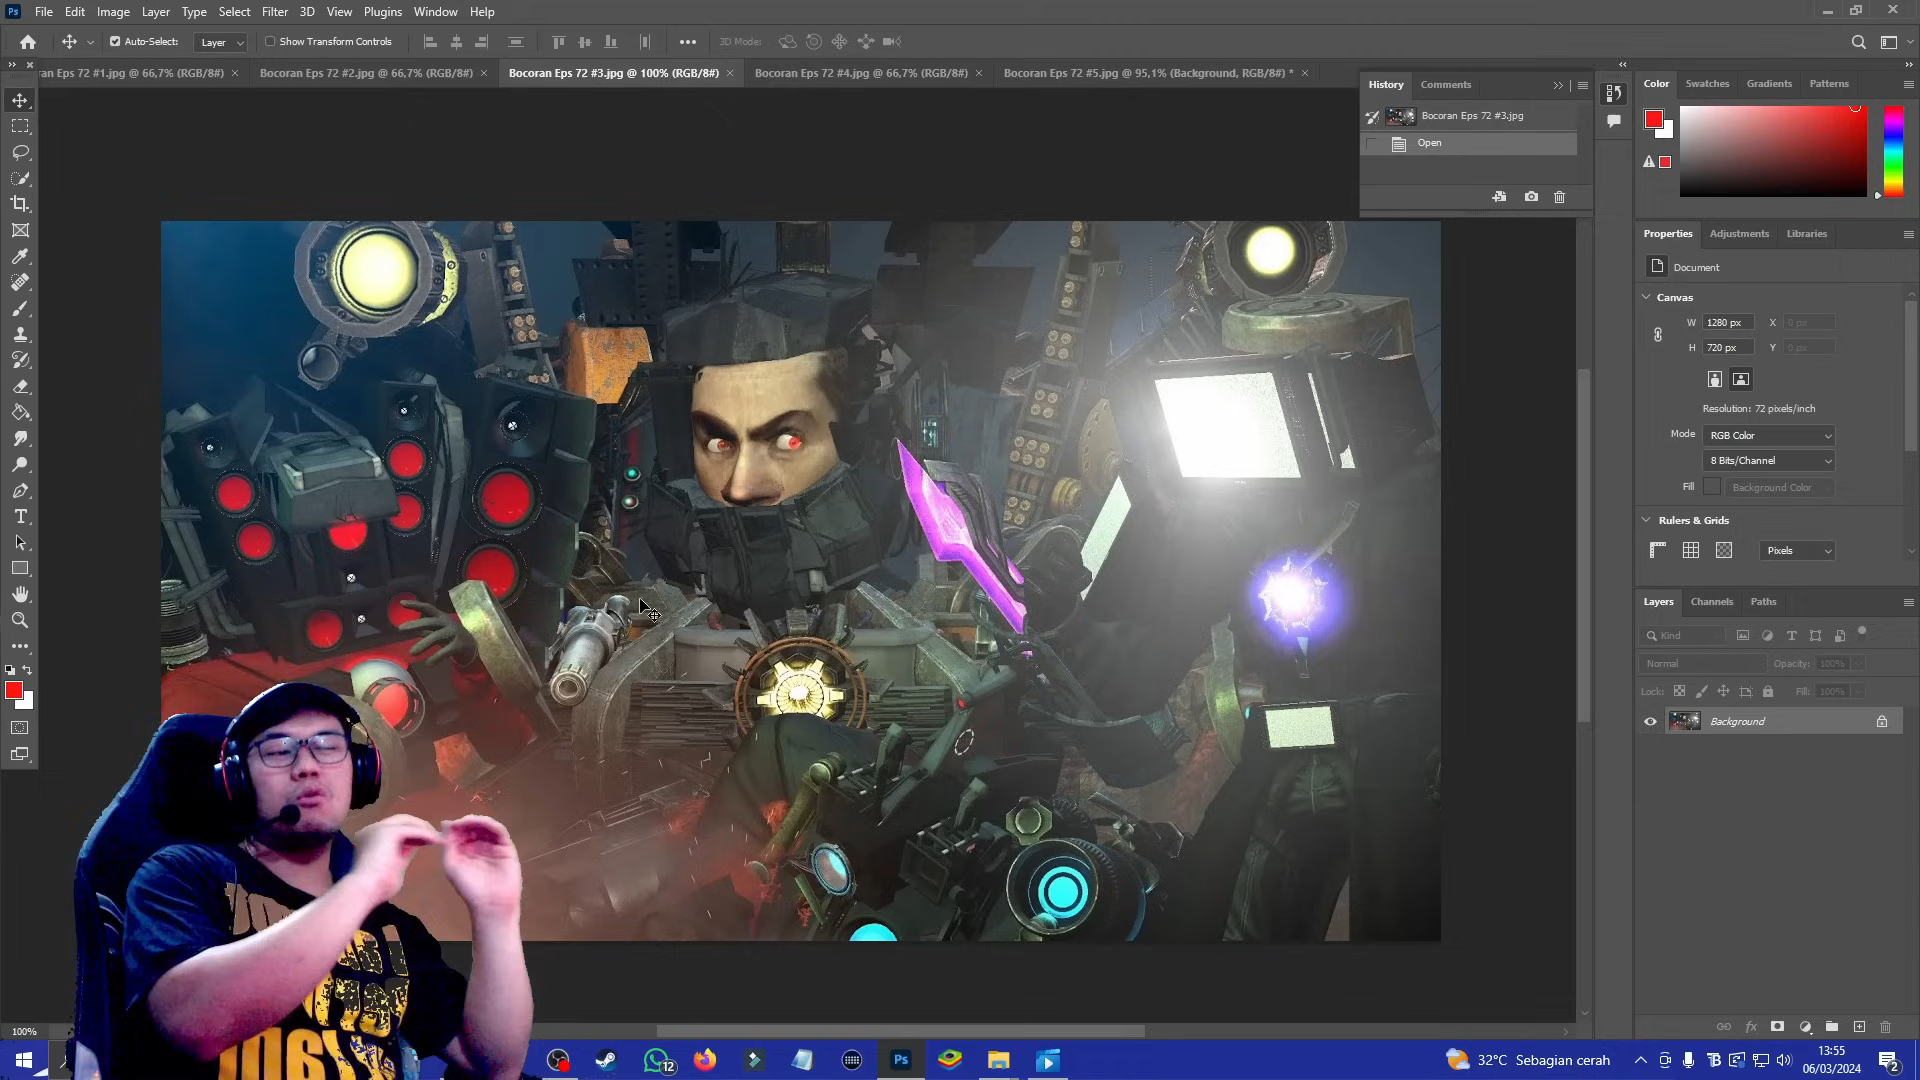 Ps File Edit Image Layer Type Select Filter 3D View Plugins Window Help
Auto-Select: Layer Show Transform Controls 3D Mode:
an Eps 72 #1.jpg @ 66,7% (RGB/8#) Bocoran Eps 72 #2.jpg @ 66,7% (RGB/8#) Bocoran Eps 72 #3.jpg @ 100% (RGB/8#) Bocoran Eps 72 #4.jpg @ 66,7% (RGB/8#) Bocoran Eps 72 #5.jpg @ 95,1% (Background, RGB/8#) *
History Comments
Bocoran Eps 72 #3.jpg
Open
Color Swatches Gradients Patterns
Properties Adjustments Libraries
Document
Canvas
W 1280 px X 0 px
H 720 px Y 0 px
Resolution: 72 pixels/inch
Mode RGB Color
8 Bits/Channel
Fill Background Color
Rulers & Grids
Pixels
Layers Channels Paths
Kind
Normal Opacity: 100%
Lock: Fill: 100%
Background
100%
12
Ps
32°C Sebagian cerah
13:55
06/03/2024
2